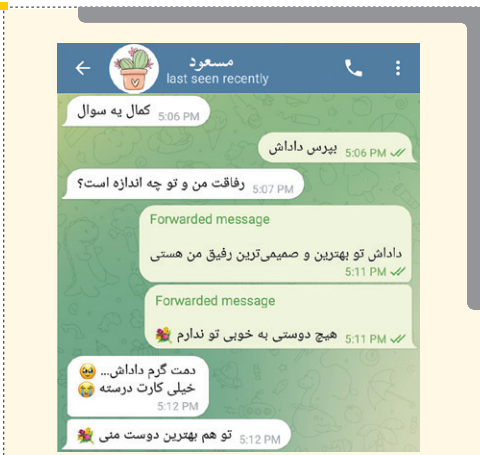 مسعود
last seen recently
کمال یه سوال
5:06 PM
بپرس داداش
5:06 PM
رفاقت من و تو چه اندازه است؟
5:07 PM
Forwarded message
داداش تو بهترین و صمیمی‌ترین رفیق من هستی
5:11 PM
Forwarded message
هیچ دوستی به خوبی تو ندارم 💐
5:11 PM
دمت گرم داداش... 🥹
خیلی کارت درسته 😭
5:12 PM
تو هم بهترین دوست منی 💐
5:12 PM